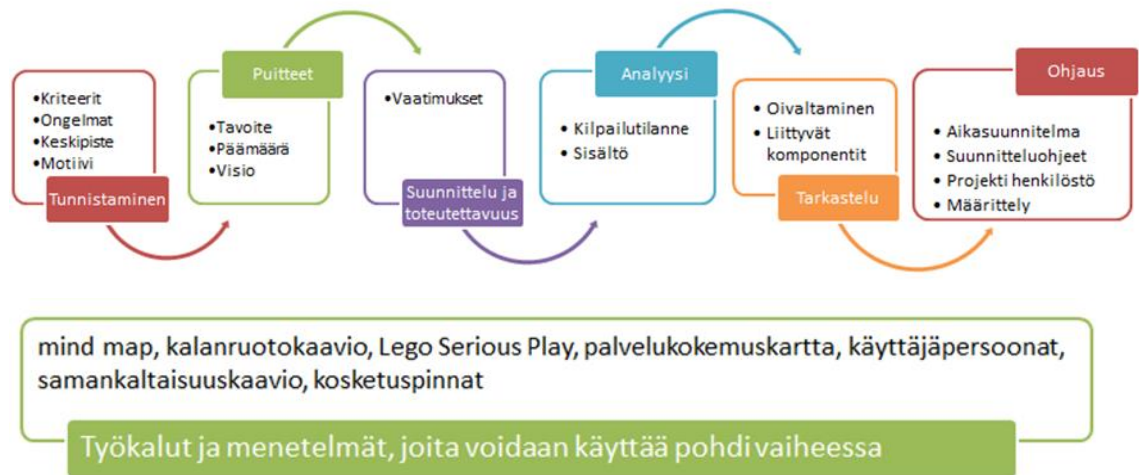 •Kriteerit
•Ongelmat
•Keskipiste
•Motiivi
Tunnistaminen
Puitteet
•Tavoite
•Päämäärä
•Visio
•Vaatimukset
Suunnittelu ja
toteutettavuus
Analyysi
• Kilpailutilanne
• Sisältö
• Oivaltaminen
• Liittyvät
komponentit
Tarkastelu
Ohjaus
• Aikasuunnitelma
• Suunnitteluohjeet
• Projekti henkilöstö
• Määrittely
mind map, kalanruotokaavio, Lego Serious Play, palvelukokemuskartta, käyttäjäpersoonat,
samankaltaisuuskaavio, kosketuspinnat
Työkalut ja menetelmät, joita voidaan käyttää pohdi vaiheessa